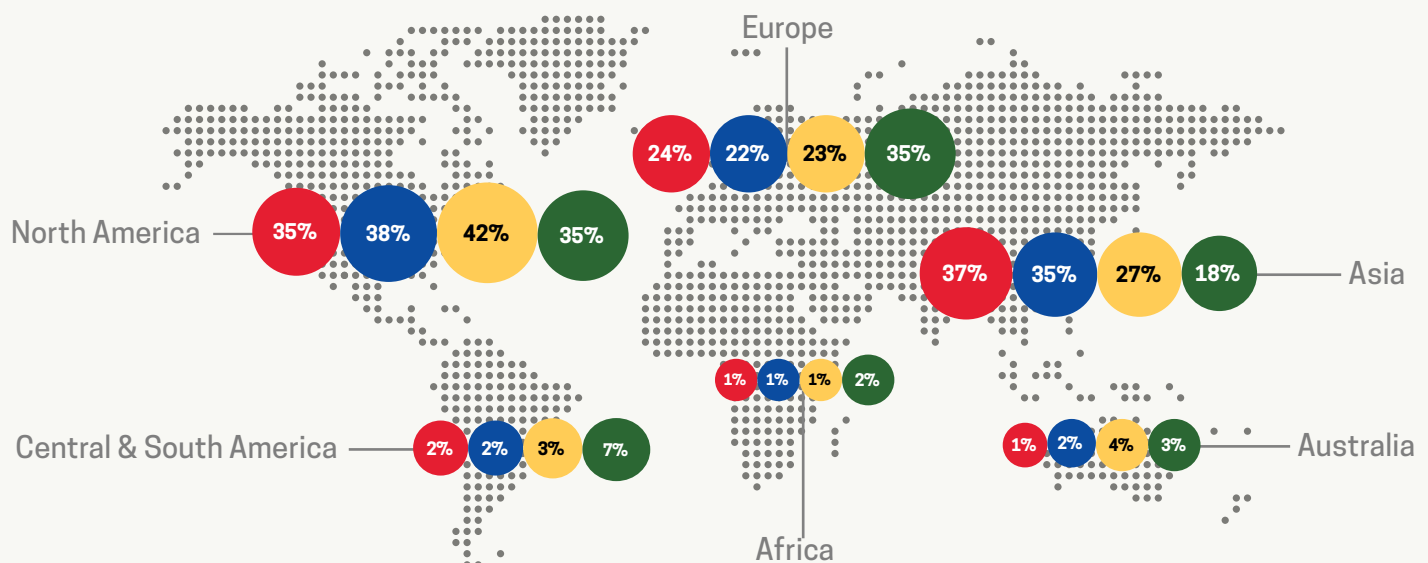 Europe
24% 22% 23% 35%
North America 35% 38% 42% 35%
37% 35% 27% 18% Asia
1% 1% 1% 2%
Central & South America 2% 2% 3% 7%
1% 2% 4% 3% Australia
Africa